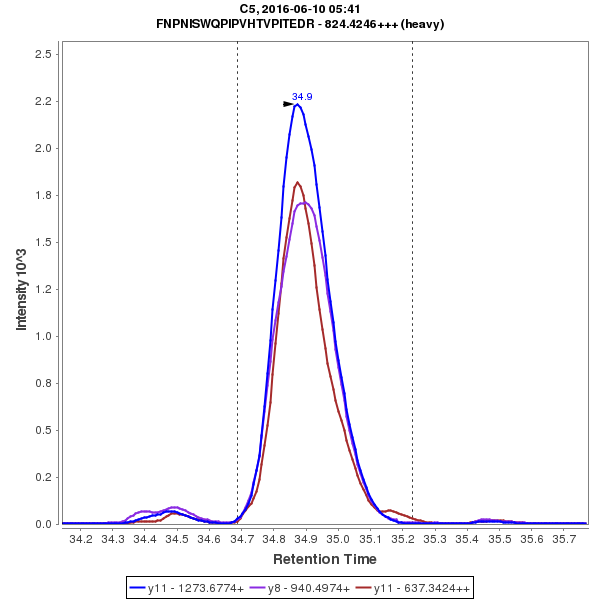 C5, 2016-06-10 05:41
FNPNISWQPIPVHTVPITEDR - 824.4246+++ (heavy)
2.5
2.2
2.0
1.8
1.5
1.2
1.0
0.8
0.5
0.2
0.0
Intensity 10^3
34.9
34.2 34.3 34.4 34.5 34.6 34.7 34.8 34.9 35.0 35.1 35.2 35.3 35.4 35.5 35.6 35.7
Retention Time
y11 - 1273.6774+ y8 - 940.4974+ y11 - 637.3424++